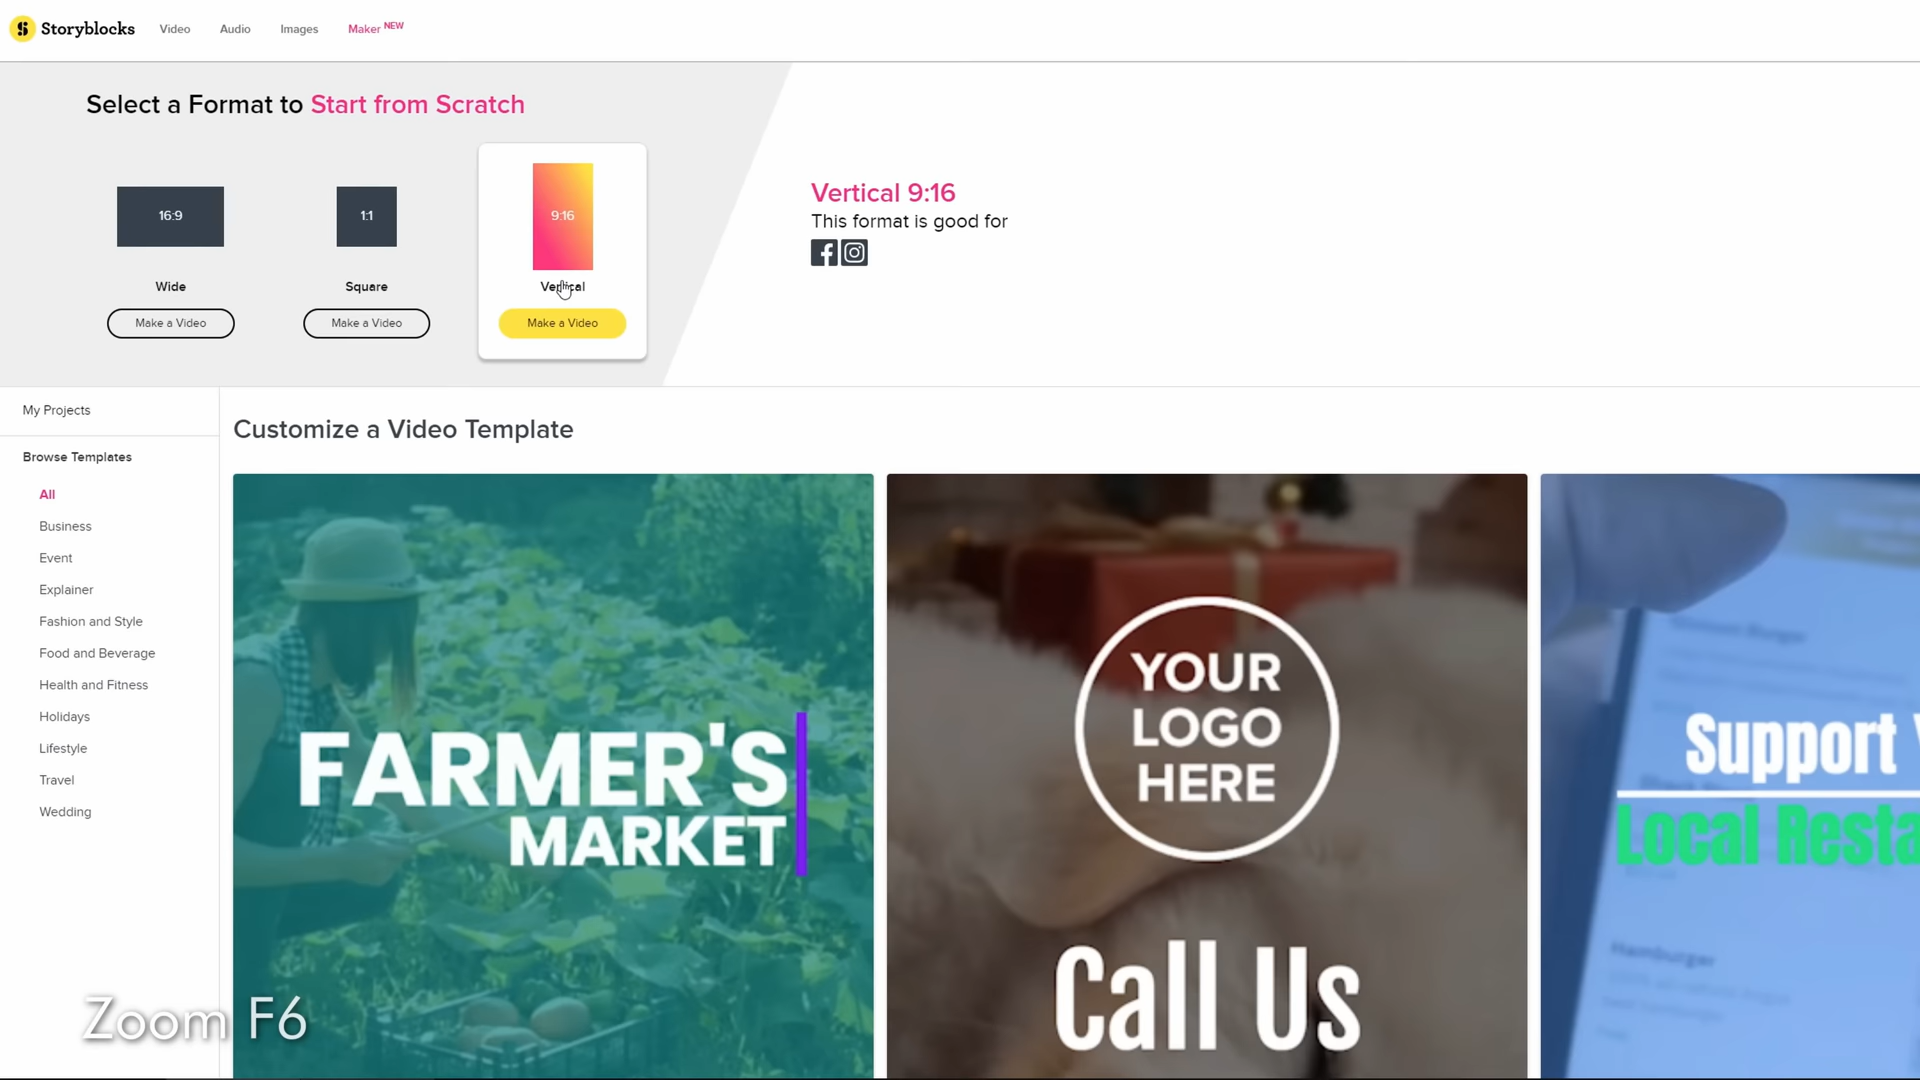 Storyblocks
Video
Audio
Images
Maker NEW
Select a Format to Start from Scratch
16:9
1:1
9:16
Wide
Square
Vertical
Make a Video
Make a Video
Make a Video
Vertical 9:16
This format is good for
My Projects
Browse Templates
All
Business
Event
Explainer
Fashion and Style
Food and Beverage
Health and Fitness
Holidays
Lifestyle
Travel
Wedding
Customize a Video Template
FARMER'S
MARKET
YOUR
LOGO
HERE
Call Us
Support
Local
Hamburger
Zoom F6